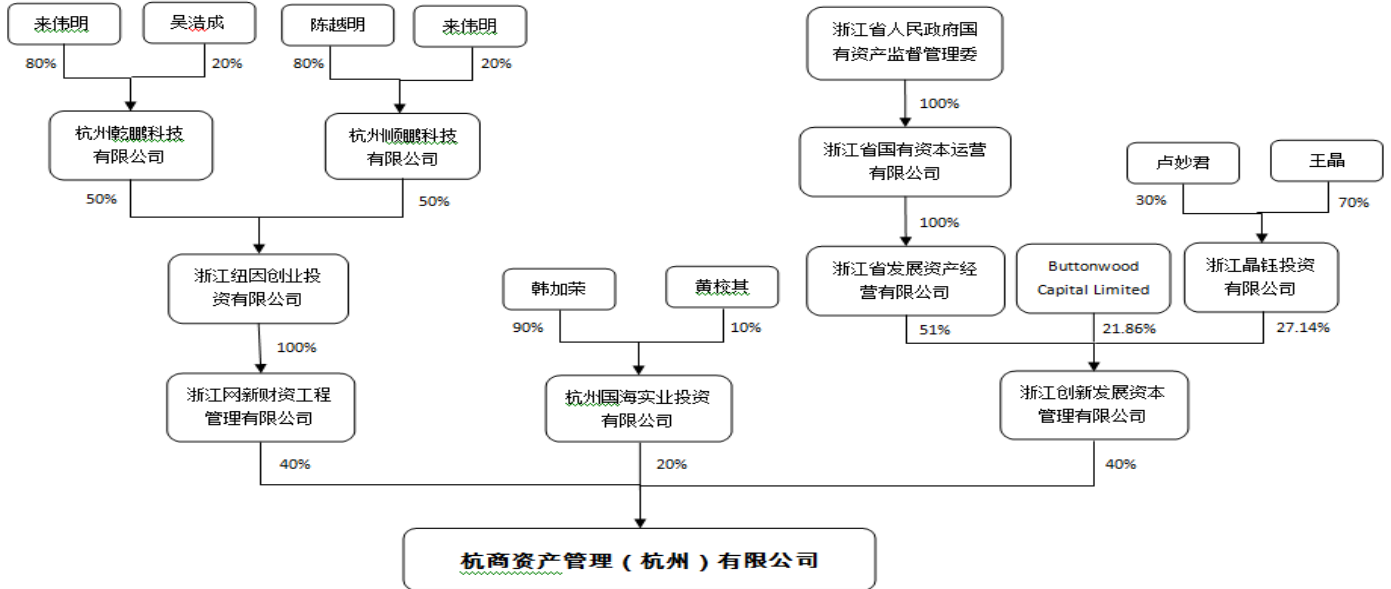 来伟明
吴浩成
陈越明
来伟明
浙江省人民政府国
有资产监督管理委
80%
20%
80%
20%
100%
杭州乾鹏科技
有限公司
杭州顺鹏科技
有限公司
浙江省国有资本运营
有限公司
卢妙君
王晶
50%
50%
30%
70%
100%
浙江纽因创业投
资有限公司
韩加荣
黄桉其
浙江省发展资产经
营有限公司
Buttonwood
Capital Limited
浙江晶钰投资
有限公司
90%
10%
51%
21.86%
27.14%
100%
浙江网新财资工程
管理有限公司
杭州国海实业投资
有限公司
浙江创新发展资本
管理有限公司
40%
20%
40%
杭商资产管理（杭州）有限公司